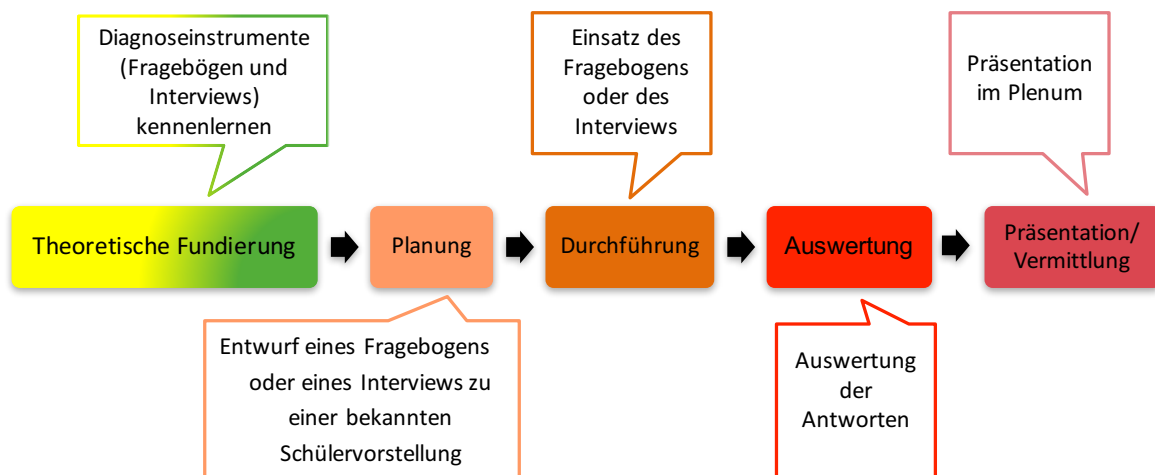 Diagnoseinstrumente
(Fragebögen und
Interviews)
kennenlernen
Einsatz des
Fragebogens
oder des
Interviews
Präsentation
im Plenum
Theoretische Fundierung
Planung
Durchführung
Auswertung
Präsentation/
Vermittlung
Entwurf eines Fragebogens
oder eines Interviews zu
einer bekannten
Schülervorstellung
Auswertung
der
Antworten